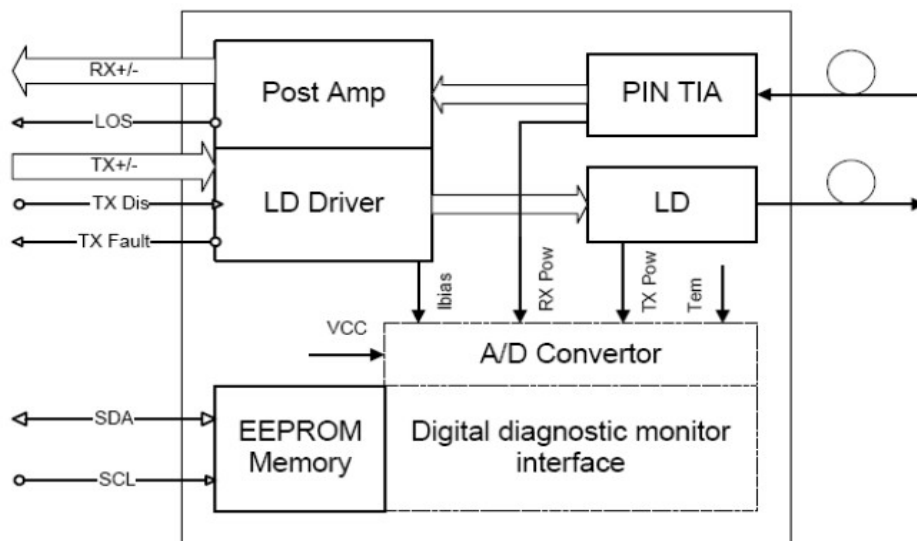 RX+/-
Post Amp
PIN TIA
LOS
TX+/-
TX Dis
LD Driver
LD
TX Fault
Ibias
RX Pow
TX Pow
Tem
VCC
A/D Convertor
SDA
EEPROM
Memory
Digital diagnostic monitor
interface
SCL